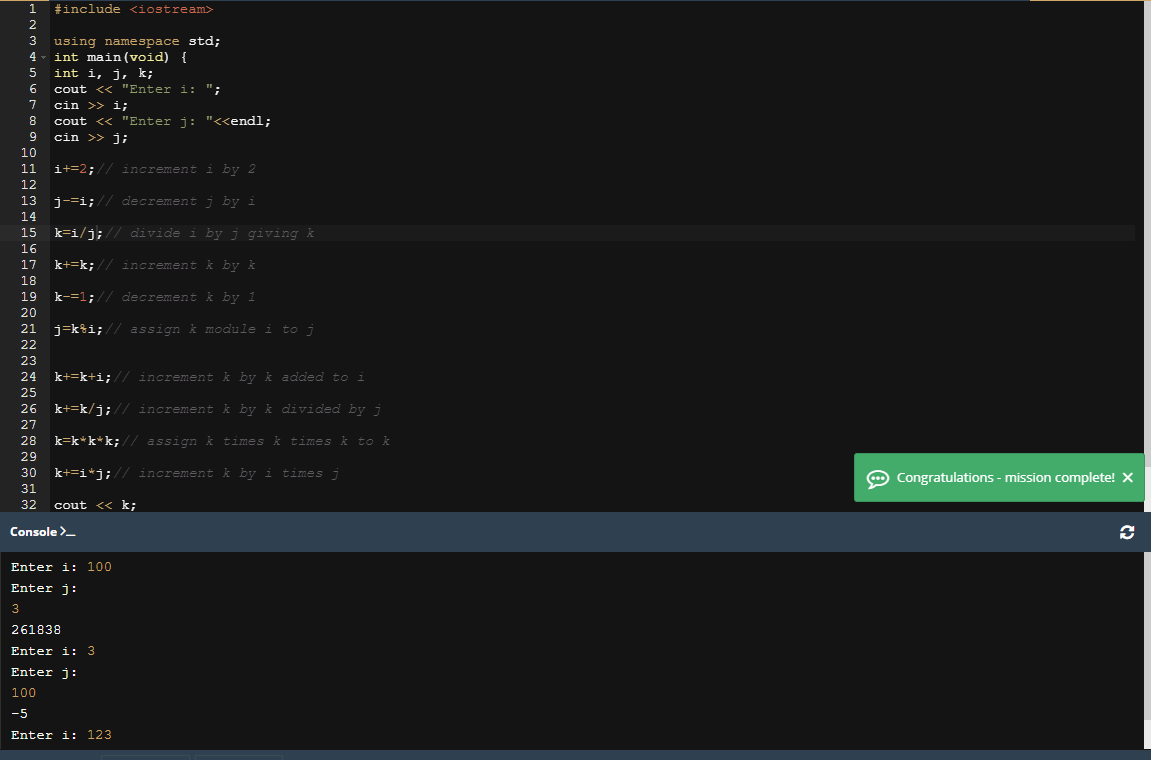 1 #include <iostream>
2
3 using namespace std;
4 int main(void) {
5 int i, j, k;
6 cout << "Enter i: ";
7 cin >> i;
8 cout << "Enter j: "<<endl;
9 cin >> j;
10
11 i+=2;// increment i by 2
12
13 j-=i;// decrement j by i
14
15 k=i/j;// divide i by j giving k
16
17 k+=k;// increment k by k
18
19 k-=1;// decrement k by 1
20
21 j=k%i;// assign k module i to j
22
23
24 k+=k+i;// increment k by k added to i
25
26 k+=k/j;// increment k by k divided by j
27
28 k=k*k*k;// assign k times k times k to k
29
30 k+=i*j;// increment k by i times j
31
32 cout << k;
Congratulations - mission complete! ×
Console >_
Enter i: 100
Enter j:
3
261838
Enter i: 3
Enter j:
100
-5
Enter i: 123